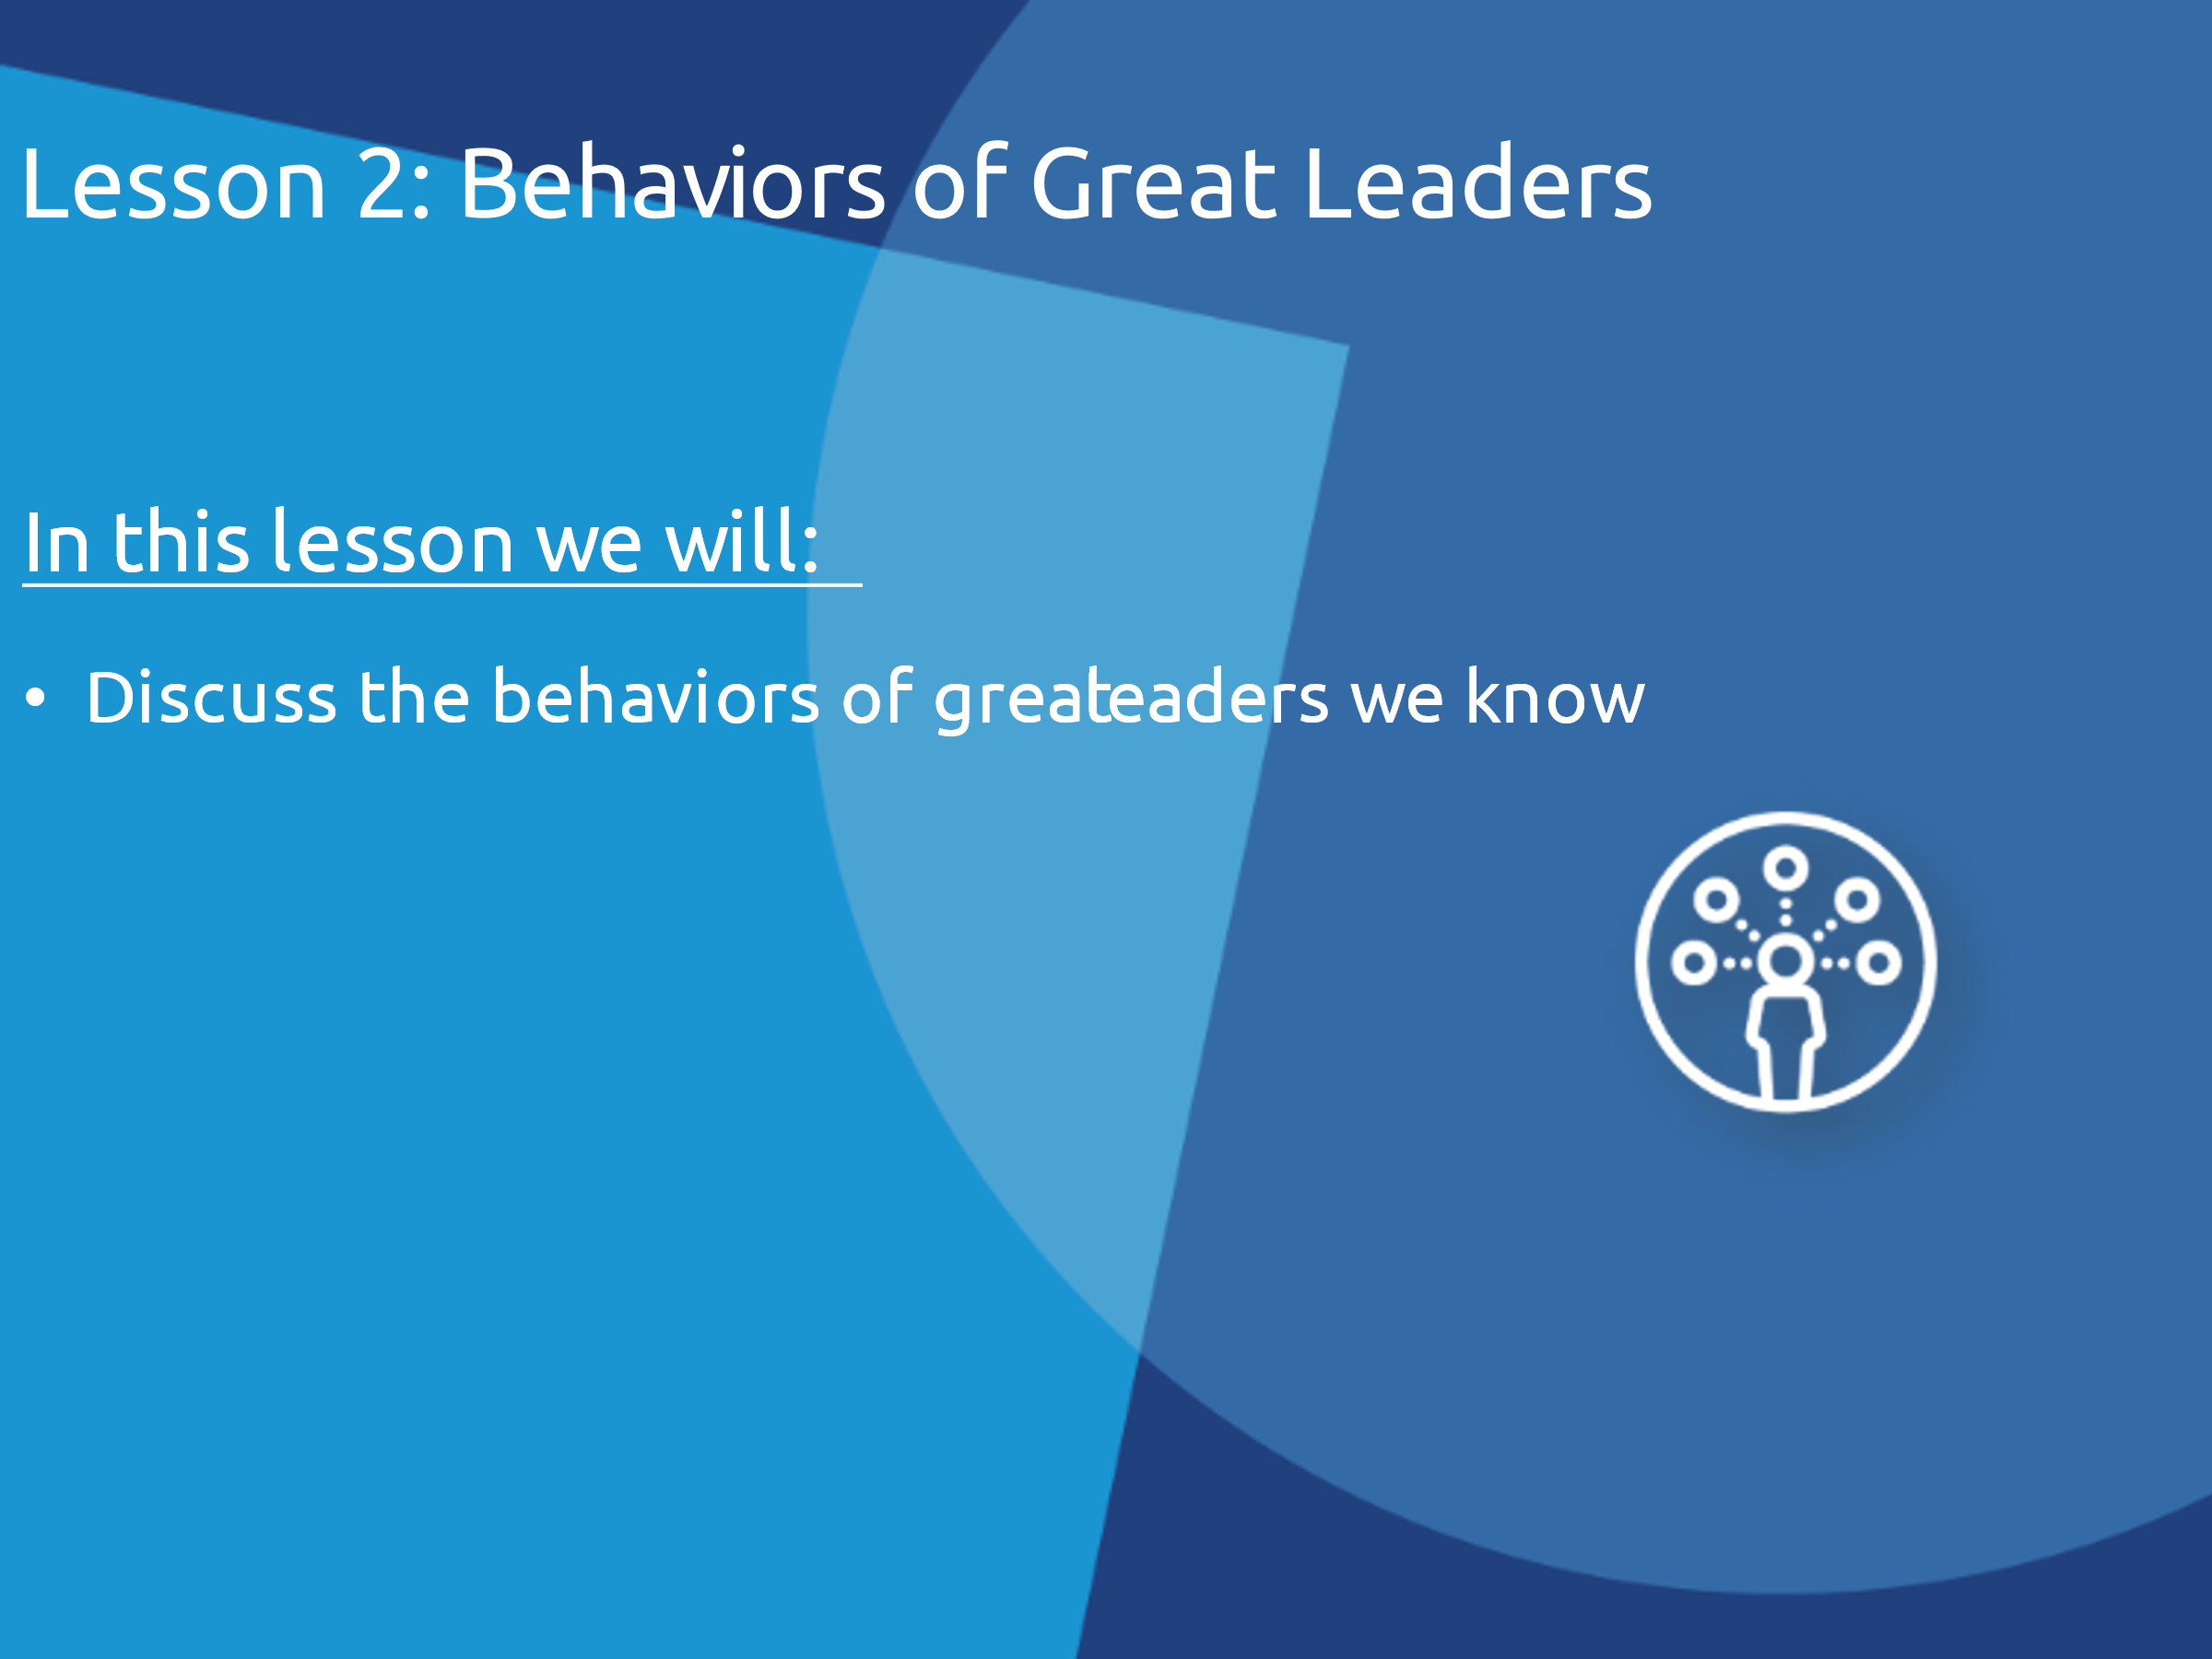 Lesson 2: Behaviors of Great Leaders
In this lesson we will:
• Discuss the behaviors of greateaders we know